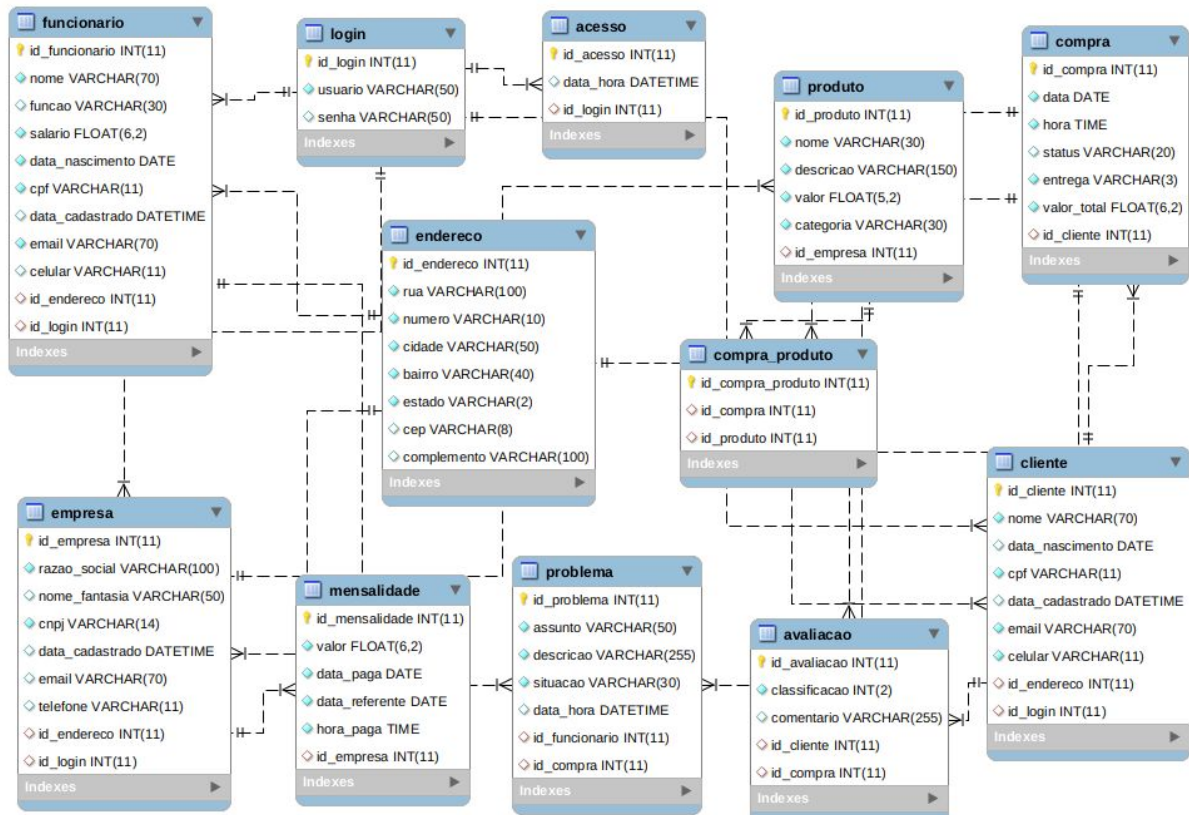 funcionario
id_funcionario INT(11)
nome VARCHAR(70)
funcao VARCHAR(30)
salario FLOAT(6,2)
data_nascimento DATE
cpf VARCHAR(11)
data_cadastrado DATETIME
email VARCHAR(70)
celular VARCHAR(11)
id_endereco INT(11)
id_login INT(11)
Indexes
login
id_login INT(11)
usuario VARCHAR(50)
senha VARCHAR(50)
Indexes
acesso
id_acesso INT(11)
data_hora DATETIME
id_login INT(11)
Indexes
produto
id_produto INT(11)
nome VARCHAR(30)
descricao VARCHAR(150)
valor FLOAT(5,2)
categoria VARCHAR(30)
id_empresa INT(11)
Indexes
compra
id_compra INT(11)
data DATE
hora TIME
status VARCHAR(20)
entrega VARCHAR(3)
valor_total FLOAT(6,2)
id_cliente INT(11)
Indexes
endereco
id_endereco INT(11)
rua VARCHAR(100)
numero VARCHAR(10)
cidade VARCHAR(50)
bairro VARCHAR(40)
estado VARCHAR(2)
cep VARCHAR(8)
complemento VARCHAR(100)
Indexes
compra_produto
id_compra_produto INT(11)
id_compra INT(11)
id_produto INT(11)
Indexes
cliente
id_cliente INT(11)
nome VARCHAR(70)
data_nascimento DATE
cpf VARCHAR(11)
data_cadastrado DATETIME
email VARCHAR(70)
celular VARCHAR(11)
id_endereco INT(11)
id_login INT(11)
Indexes
empresa
id_empresa INT(11)
razao_social VARCHAR(100)
nome_fantasia VARCHAR(50)
cnpj VARCHAR(14)
data_cadastrado DATETIME
email VARCHAR(70)
telefone VARCHAR(11)
id_endereco INT(11)
id_login INT(11)
Indexes
mensalidade
id_mensalidade INT(11)
valor FLOAT(6,2)
data_paga DATE
data_referente DATE
hora_paga TIME
id_empresa INT(11)
Indexes
problema
id_problema INT(11)
assunto VARCHAR(50)
descricao VARCHAR(255)
situacao VARCHAR(30)
data_hora DATETIME
id_funcionario INT(11)
id_compra INT(11)
Indexes
avaliacao
id_avaliacao INT(11)
classificacao INT(2)
comentario VARCHAR(255)
id_cliente INT(11)
id_compra INT(11)
Indexes